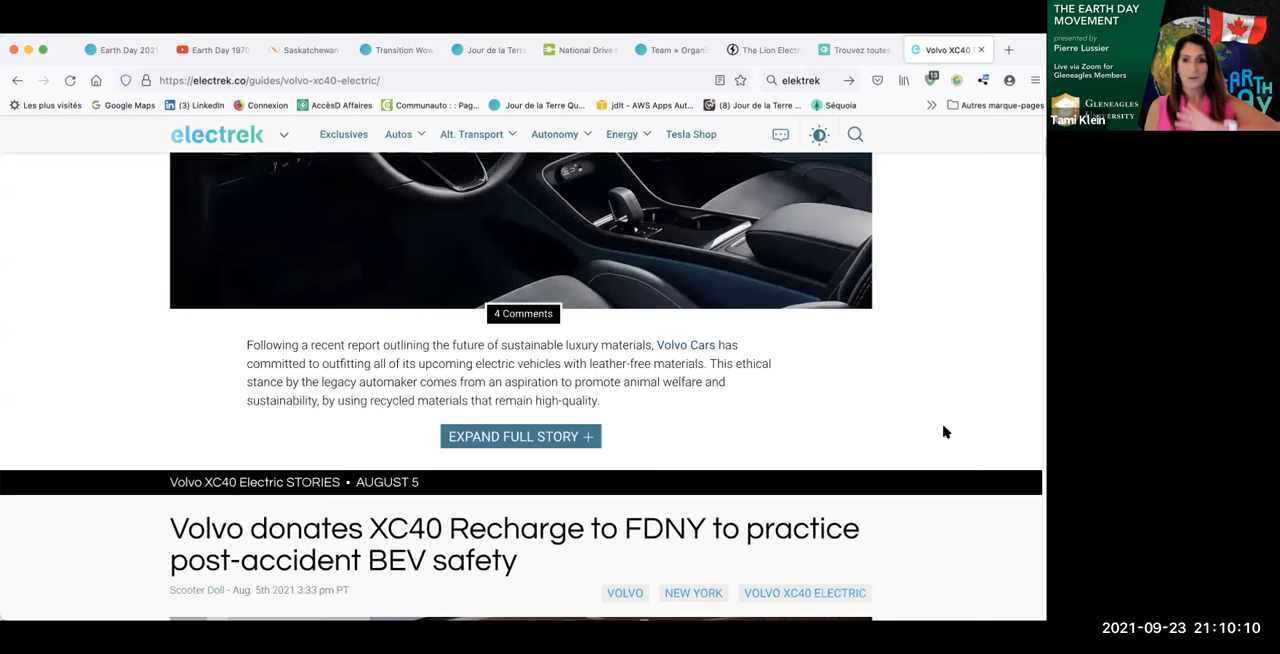 Earth Day 2021
Earth Day 1970
Saskatchewan
Transition Wow
Jour de la Terre
National Drive E
Team » Organi
The Lion Electr
Trouvez toutes
Volvo XC40 E
https://electrek.co/guides/volvo-xc40-electric/
elektrek
13
Les plus visités
Google Maps
(3) LinkedIn
Connexion
AccèsD Affaires
Communauto : : Pag...
Jour de la Terre Qu...
jdlt - AWS Apps Aut...
(8) Jour de la Terre ...
Séquoia
Autres marque-pages
electrek
Exclusives
Autos
Alt. Transport
Autonomy
Energy
Tesla Shop
4 Comments
Following a recent report outlining the future of sustainable luxury materials, Volvo Cars has
committed to outfitting all of its upcoming electric vehicles with leather-free materials. This ethical
stance by the legacy automaker comes from an aspiration to promote animal welfare and
sustainability, by using recycled materials that remain high-quality.
EXPAND FULL STORY +
Volvo XC40 Electric STORIES • AUGUST 5
Volvo donates XC40 Recharge to FDNY to practice
post-accident BEV safety
Scooter Doll - Aug. 5th 2021 3:33 pm PT
VOLVO
NEW YORK
VOLVO XC40 ELECTRIC
THE EARTH DAY
MOVEMENT
presented by
Pierre Lussier
Live via Zoom for
Gleneagles Members
GLENEAGLES
UNIVERSITY
Tami Klein
2021-09-23 21:10:10